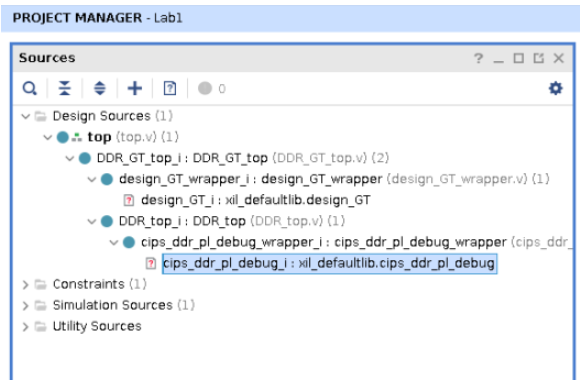 PROJECT MANAGER - Lab1
Sources
0
Design Sources (1)
top (top.v) (1)
DDR_GT_top_i : DDR_GT_top (DDR_GT_top.v) (2)
design_GT_wrapper_i : design_GT_wrapper (design_GT_wrapper.v) (1)
design_GT_i : xil_defaultlib.design_GT
DDR_top_i : DDR_top (DDR_top.v) (1)
cips_ddr_pl_debug_wrapper_i : cips_ddr_pl_debug_wrapper (cips_ddr_
cips_ddr_pl_debug_i : xil_defaultlib.cips_ddr_pl_debug
Constraints (1)
Simulation Sources (1)
Utility Sources